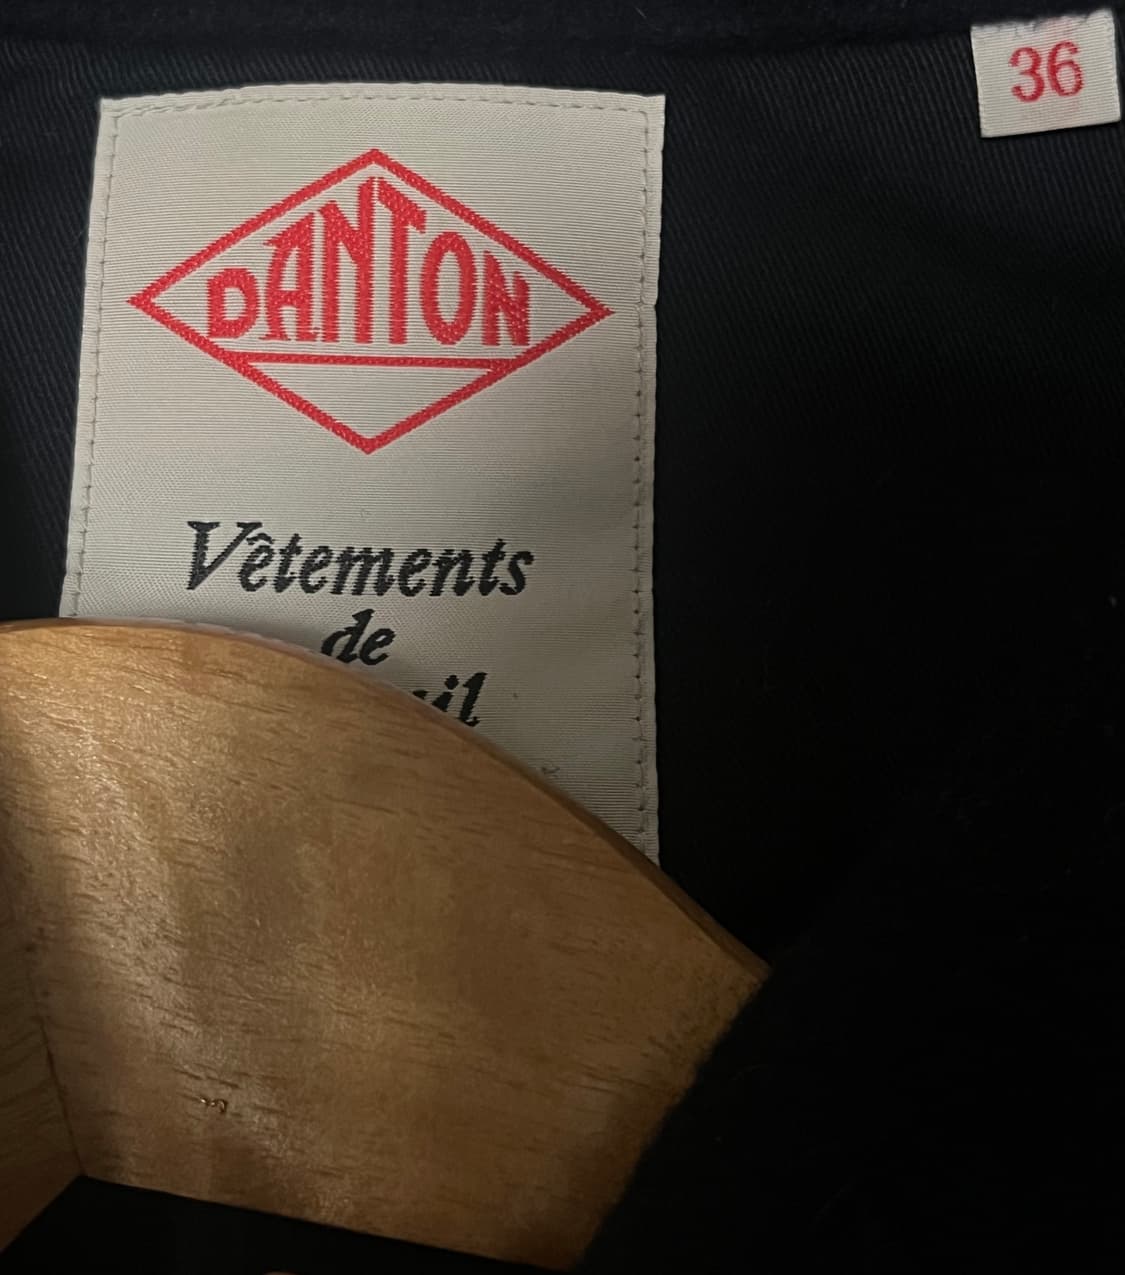 36
DANTON
Vêtements
de